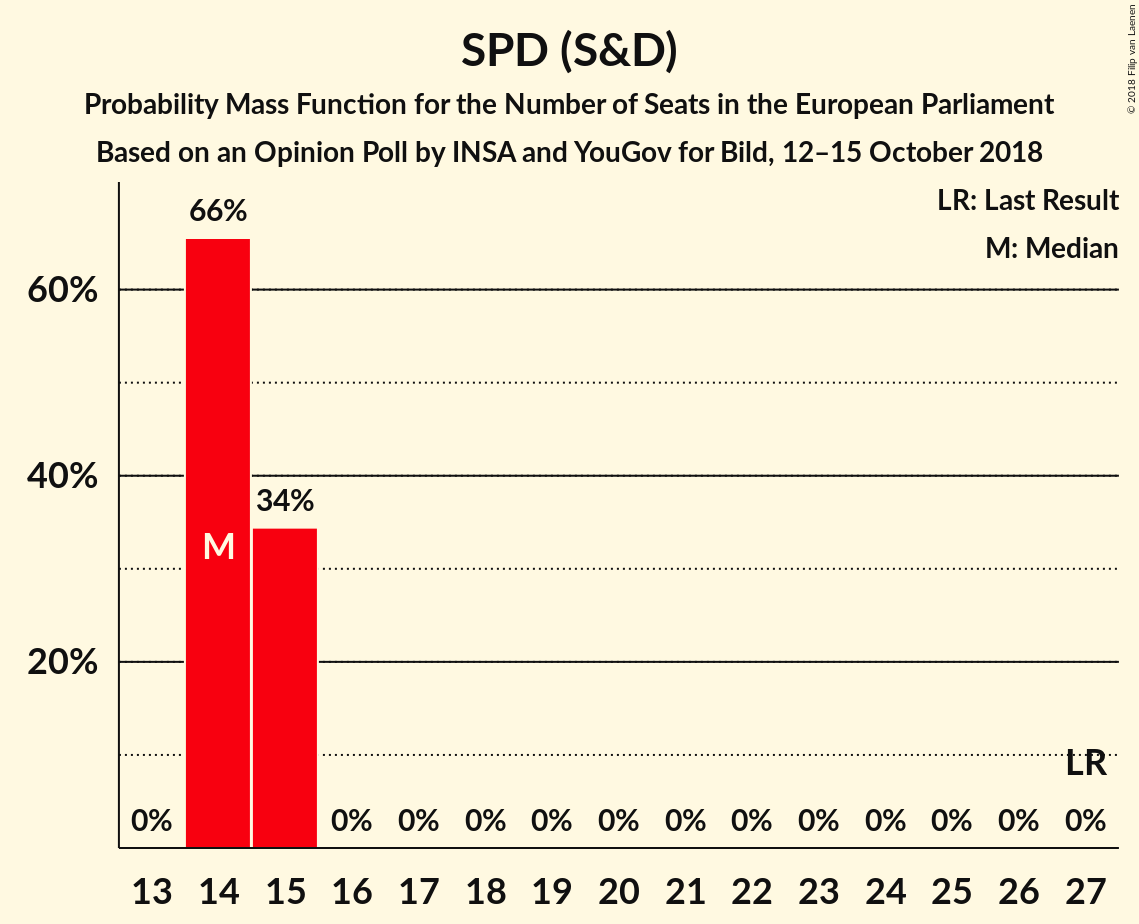 SPD (S&D)
Probability Mass Function for the Number of Seats in the European Parliament
Based on an Opinion Poll by INSA and YouGov for Bild, 12–15 October 2018
© 2018 Filip van Laenen
LR: Last Result
M: Median
66%
60%
40%
34%
M
20%
LR
0% 0% 0% 0% 0% 0% 0% 0% 0% 0% 0% 0% 0%
13 14 15 16 17 18 19 20 21 22 23 24 25 26 27